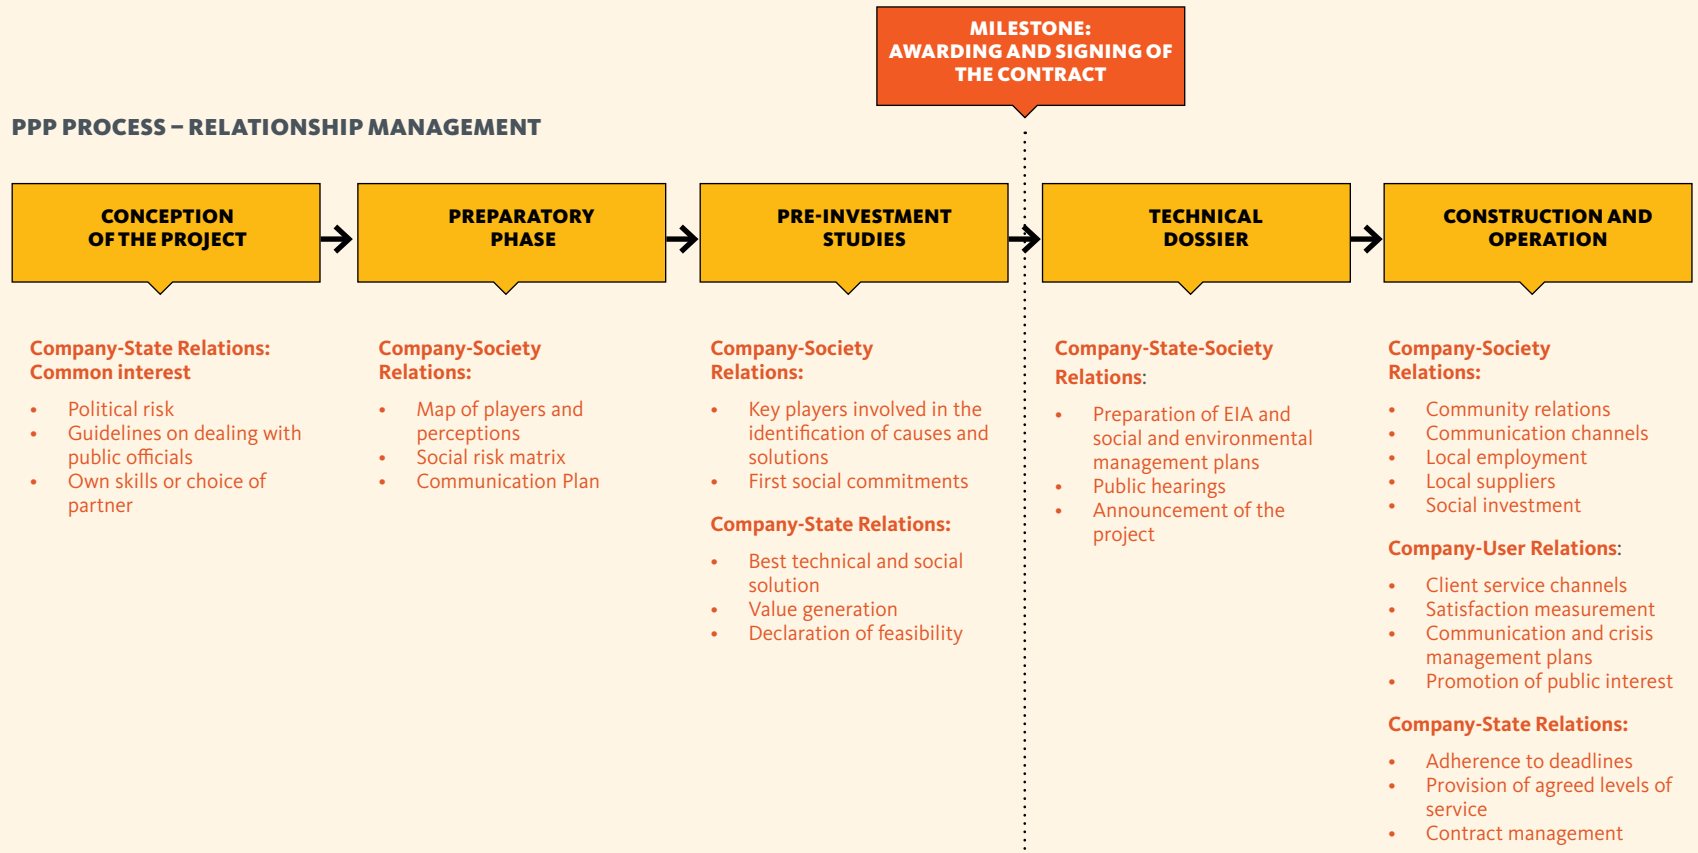 MILESTONE:
AWARDING AND SIGNING OF
THE CONTRACT
PPP PROCESS – RELATIONSHIP MANAGEMENT
CONCEPTION
OF THE PROJECT
PREPARATORY
PHASE
PRE-INVESTMENT
STUDIES
TECHNICAL
DOSSIER
CONSTRUCTION AND
OPERATION
Company-State Relations:
Common interest
• Political risk
• Guidelines on dealing with
public officials
• Own skills or choice of
partner
Company-Society
Relations:
• Map of players and
perceptions
• Social risk matrix
• Communication Plan
Company-Society
Relations:
• Key players involved in the
identification of causes and
solutions
• First social commitments
Company-State Relations:
• Best technical and social
solution
• Value generation
• Declaration of feasibility
Company-State-Society
Relations:
• Preparation of EIA and
social and environmental
management plans
• Public hearings
• Announcement of the
project
Company-Society
Relations:
• Community relations
• Communication channels
• Local employment
• Local suppliers
• Social investment
Company-User Relations:
• Client service channels
• Satisfaction measurement
• Communication and crisis
management plans
• Promotion of public interest
Company-State Relations:
• Adherence to deadlines
• Provision of agreed levels of
service
• Contract management